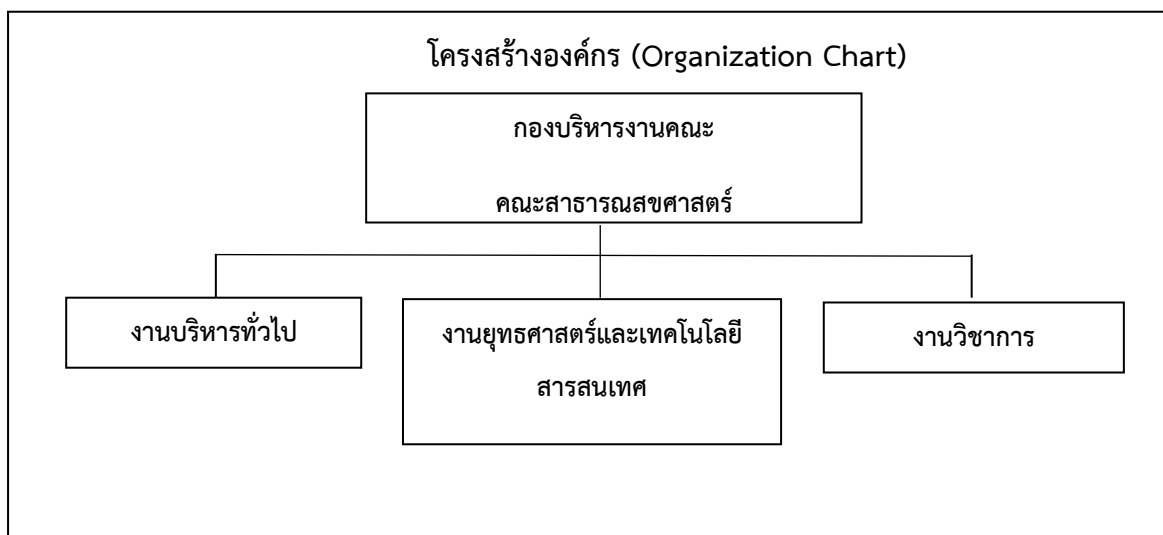 โครงสร้างองค์กร (Organization Chart)
กองบริหารงานคณะ
คณะสาธารณสขศาสตร์
งานบริหารทั่วไป
งานยุทธศาสตร์และเทคโนโลยี
สารสนเทศ
งานวิชาการ